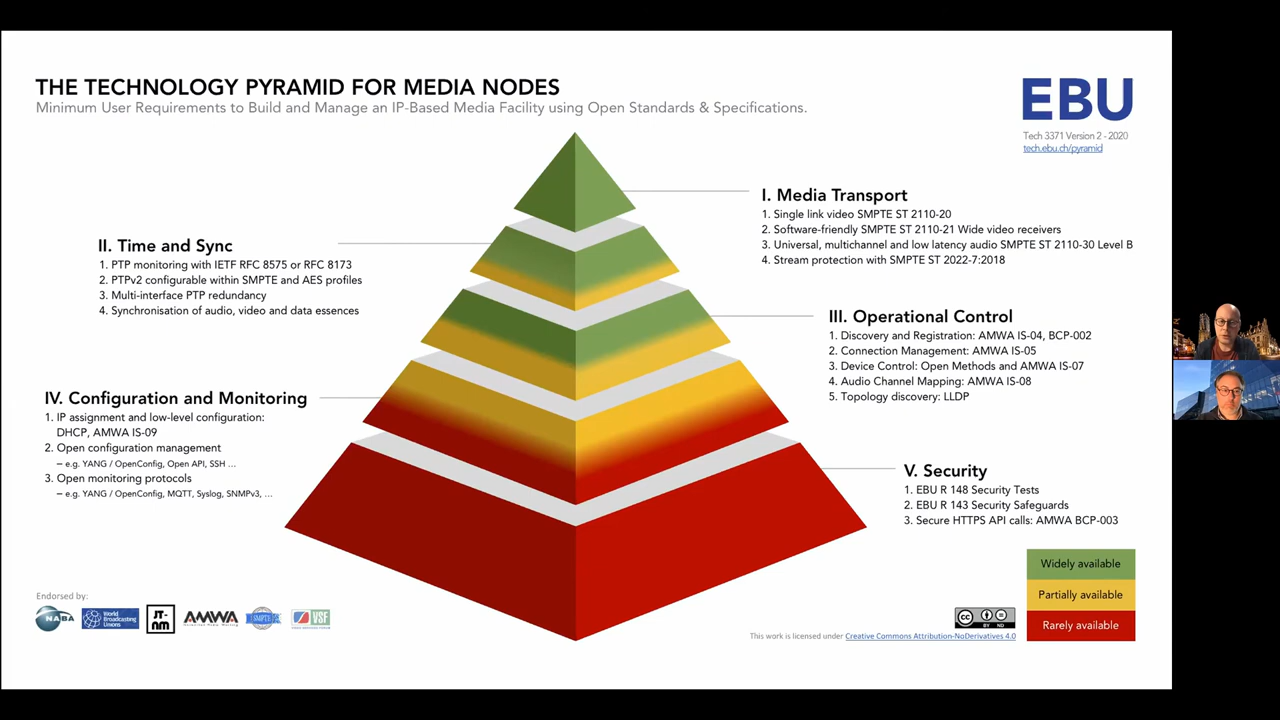 THE TECHNOLOGY PYRAMID FOR MEDIA NODES
Minimum User Requirements to Build and Manage an IP-Based Media Facility using Open Standards & Specifications.
EBU
Tech 3371 Version 2 - 2020
tech.ebu.ch/pyramid
I. Media Transport
1. Single link video SMPTE ST 2110-20
2. Software-friendly SMPTE ST 2110-21 Wide video receivers
3. Universal, multichannel and low latency audio SMPTE ST 2110-30 Level B
4. Stream protection with SMPTE ST 2022-7:2018
II. Time and Sync
1. PTP monitoring with IETF RFC 8575 or RFC 8173
2. PTPv2 configurable within SMPTE and AES profiles
3. Multi-interface PTP redundancy
4. Synchronisation of audio, video and data essences
III. Operational Control
1. Discovery and Registration: AMWA IS-04, BCP-002
2. Connection Management: AMWA IS-05
3. Device Control: Open Methods and AMWA IS-07
4. Audio Channel Mapping: AMWA IS-08
5. Topology discovery: LLDP
IV. Configuration and Monitoring
1. IP assignment and low-level configuration:
DHCP, AMWA IS-09
2. Open configuration management
– e.g. YANG / OpenConfig, Open API, SSH ...
3. Open monitoring protocols
– e.g. YANG / OpenConfig, MQTT, Syslog, SNMPv3, ...
V. Security
1. EBU R 148 Security Tests
2. EBU R 143 Security Safeguards
3. Secure HTTPS API calls: AMWA BCP-003
Widely available
Partially available
Rarely available
Endorsed by:
NABA
World
Broadcasting
Unions
JT-
nm
AMWA
SMPTE
VSF
cc
BY ND
This work is licensed under Creative Commons Attribution-NoDerivatives 4.0